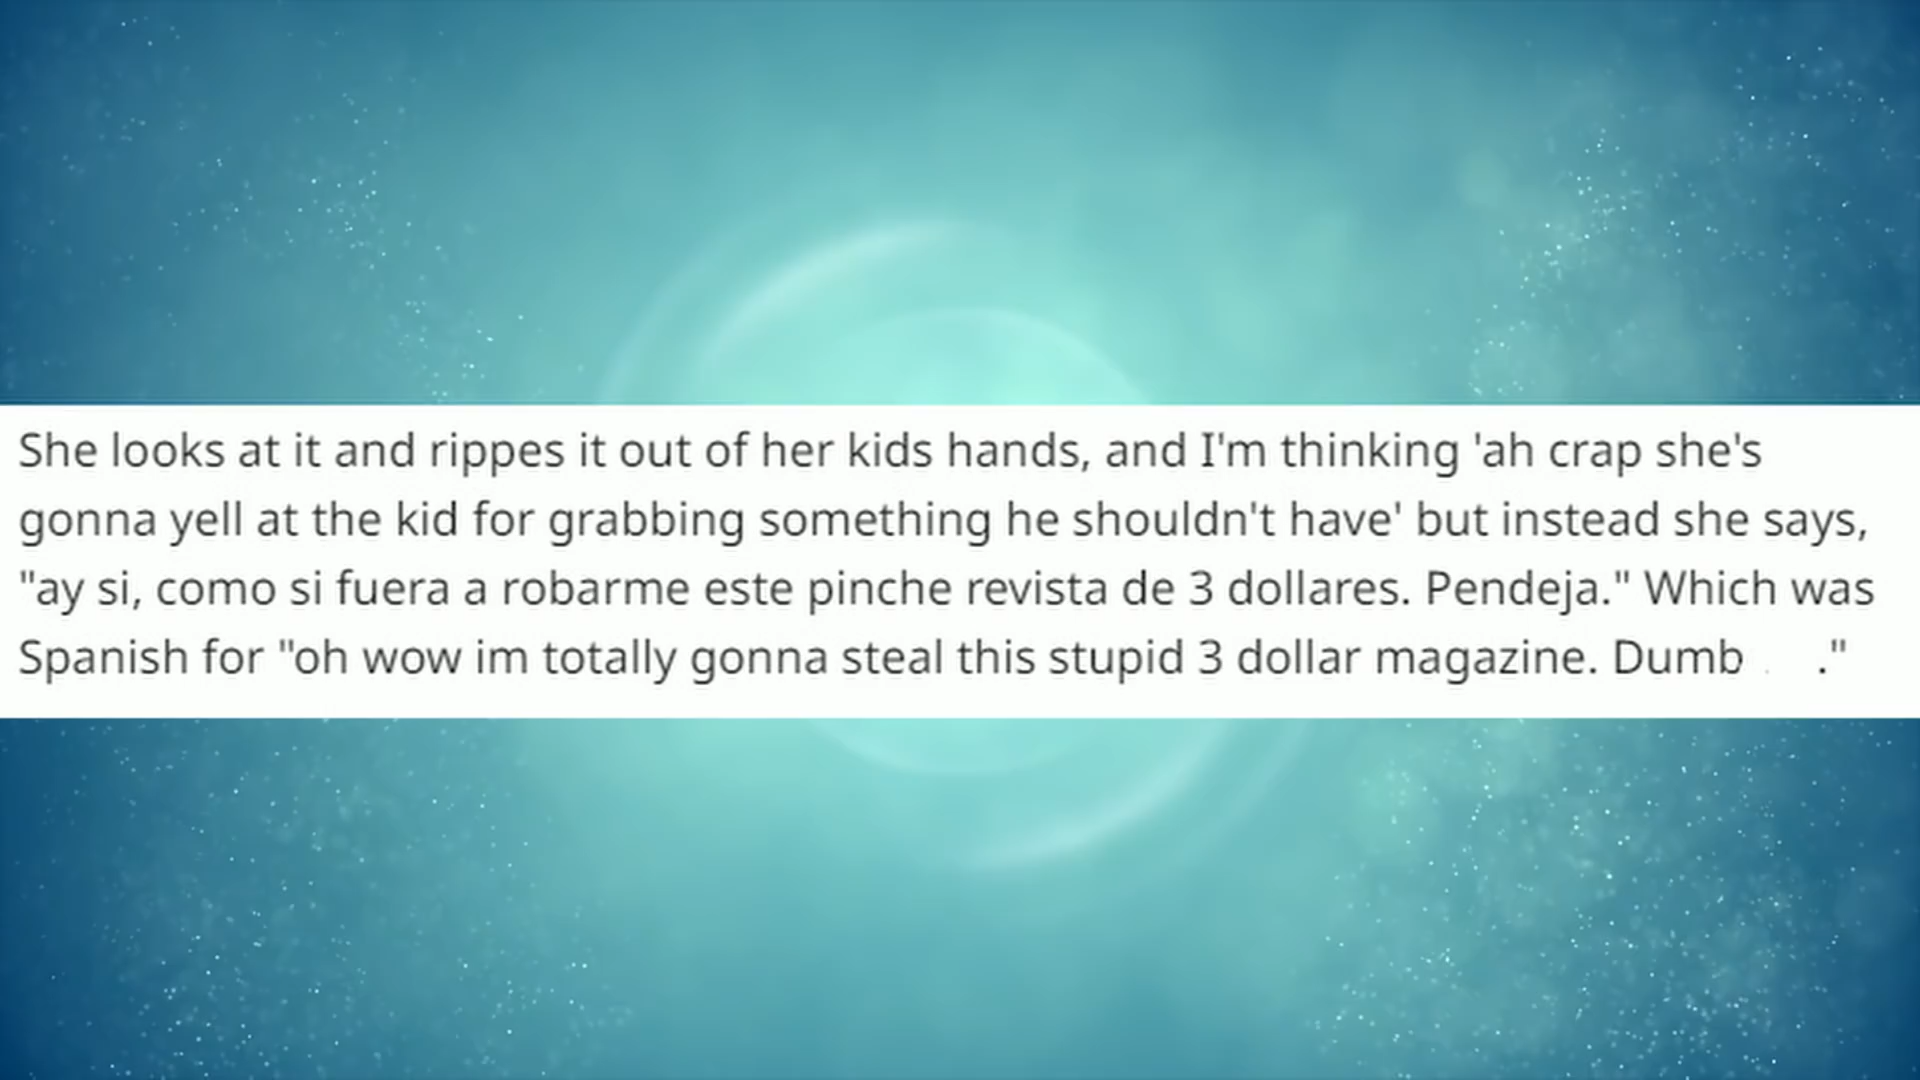 She looks at it and rippes it out of her kids hands, and I'm thinking 'ah crap she's
gonna yell at the kid for grabbing something he shouldn't have' but instead she says,
"ay si, como si fuera a robarme este pinche revista de 3 dollares. Pendeja." Which was
Spanish for "oh wow im totally gonna steal this stupid 3 dollar magazine. Dumb ."